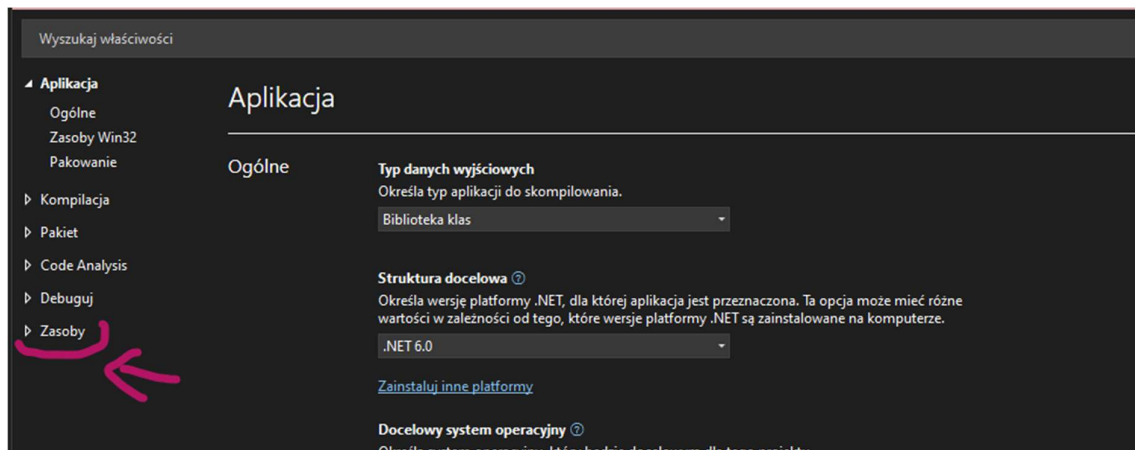 Wyszukaj właściwości
Aplikacja
Ogólne
Zasoby Win32
Pakowanie
Kompilacja
Pakiet
Code Analysis
Debuguj
Zasoby
Aplikacja
Ogólne
Typ danych wyjściowych
Określa typ aplikacji do skompilowania.
Biblioteka klas
Struktura docelowa
Określa wersję platformy .NET, dla której aplikacja jest przeznaczona. Ta opcja może mieć różne
wartości w zależności od tego, które wersje platformy .NET są zainstalowane na komputerze.
.NET 6.0
Zainstaluj inne platformy
Docelowy system operacyjny